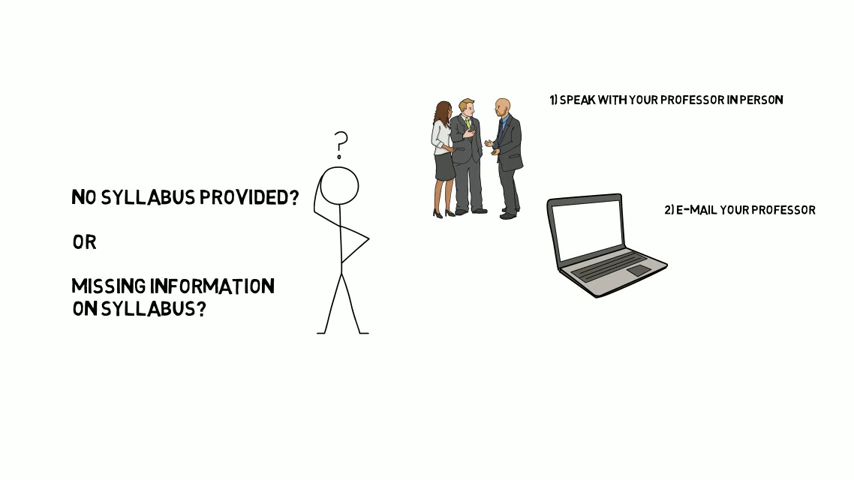 NO SYLLABUS PROVIDED?
OR
MISSING INFORMATION
ON SYLLABUS?
?
1) SPEAK WITH YOUR PROFESSOR IN PERSON
2) E-MAIL YOUR PROFESSOR